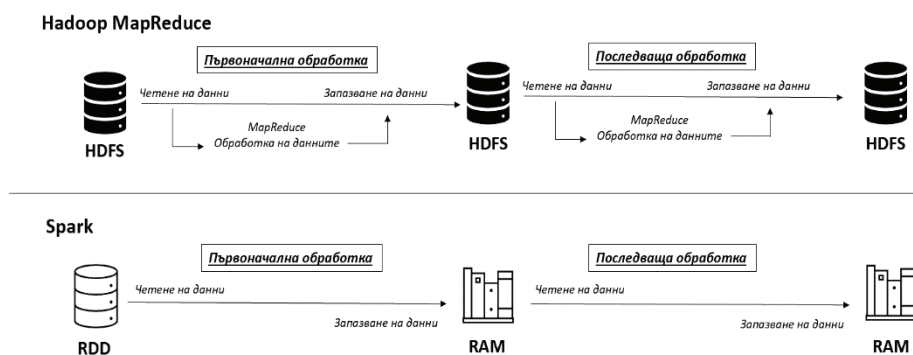 Hadoop MapReduce
Първоначална обработка
Последваща обработка
Четене на данни
Запазване на данни
Четене на данни
Запазване на данни
MapReduce
Обработка на данните
MapReduce
Обработка на данните
HDFS
HDFS
HDFS
Spark
Първоначална обработка
Последваща обработка
Четене на данни
Четене на данни
Запазване на данни
Запазване на данни
RDD
RAM
RAM